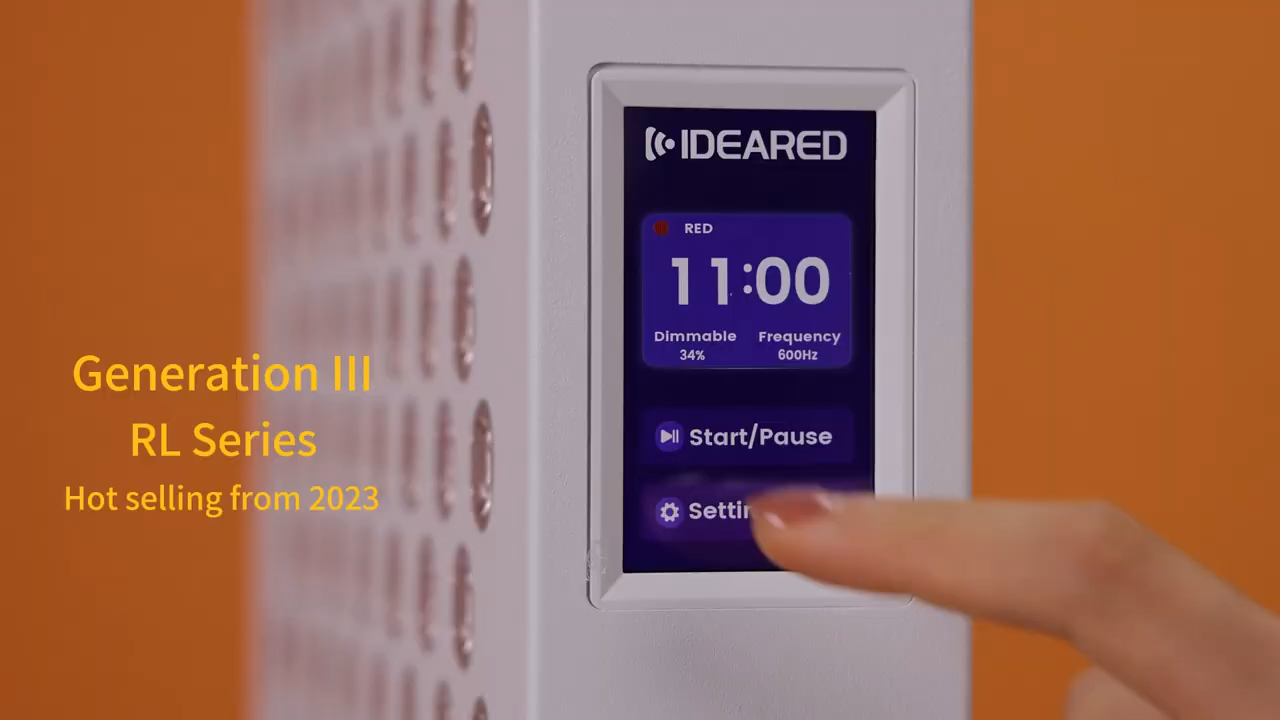 IDEARED
RED
11:00
Dimmable
Frequency
34%
600Hz
Start/Pause
Generation III
RL Series
Hot selling from 2023